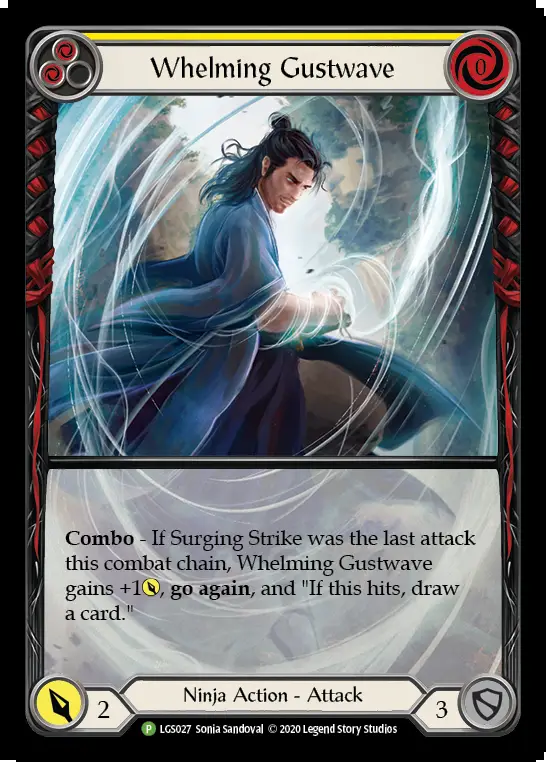 Whelming Gustwave
0
Combo - If Surging Strike was the last attack
this combat chain, Whelming Gustwave
gains +1, go again, and "If this hits, draw
a card."
2
Ninja Action - Attack
3
P LGS027 Sonia Sandoval © 2020 Legend Story Studios